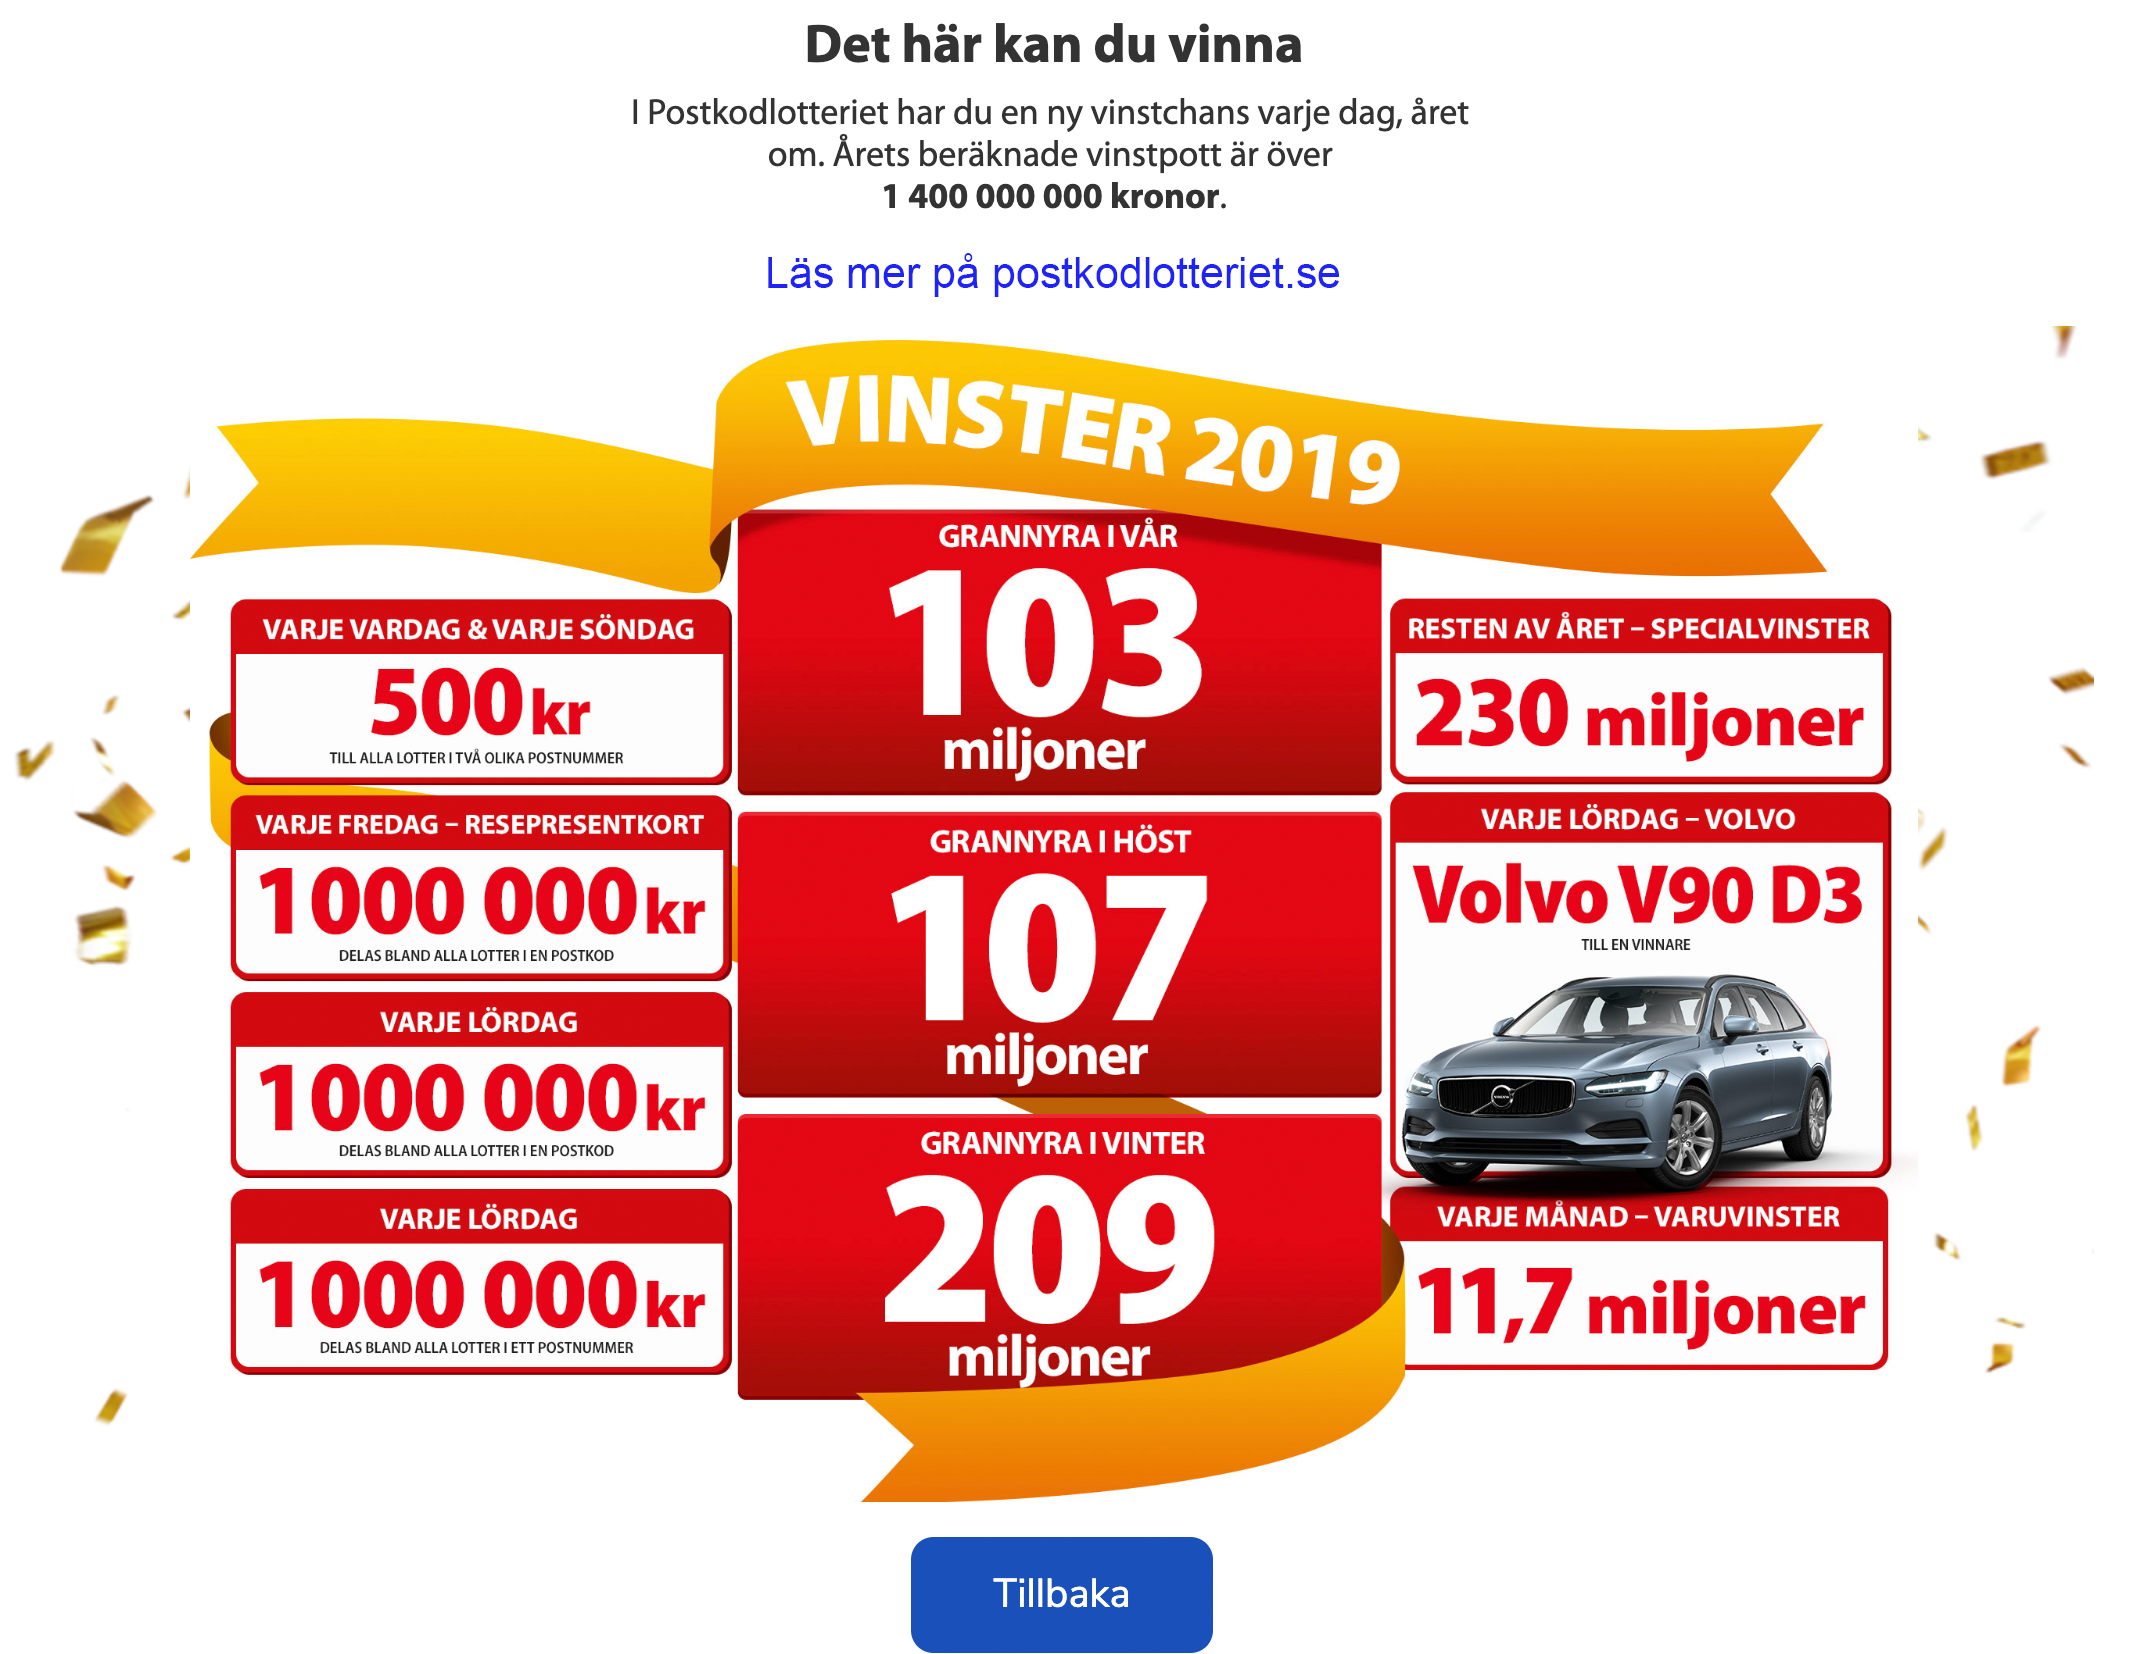 Det här kan du vinna
I Postkodlotteriet har du en ny vinstchans varje dag, året
om. Årets beräknade vinstpott är över
1 400 000 000 kronor.
Läs mer på postkodlotteriet.se
VINSTER 2019
VARJE VARDAG & VARJE SÖNDAG
500 kr
TILL ALLA LOTTER I TVÅ OLIKA POSTNUMMER
VARJE FREDAG – RESEPRESENTKORT
1 000 000 kr
DELAS BLAND ALLA LOTTER I EN POSTKOD
VARJE LÖRDAG
1 000 000 kr
DELAS BLAND ALLA LOTTER I EN POSTKOD
VARJE LÖRDAG
1 000 000 kr
DELAS BLAND ALLA LOTTER I ETT POSTNUMMER
GRANNYRA I VÅR
103
miljoner
GRANNYRA I HÖST
107
miljoner
GRANNYRA I VINTER
209
miljoner
RESTEN AV ÅRET – SPECIALVINSTER
230 miljoner
VARJE LÖRDAG – VOLVO
Volvo V90 D3
TILL EN VINNARE
VARJE MÅNAD – VARUVINSTER
11,7 miljoner
Tillbaka